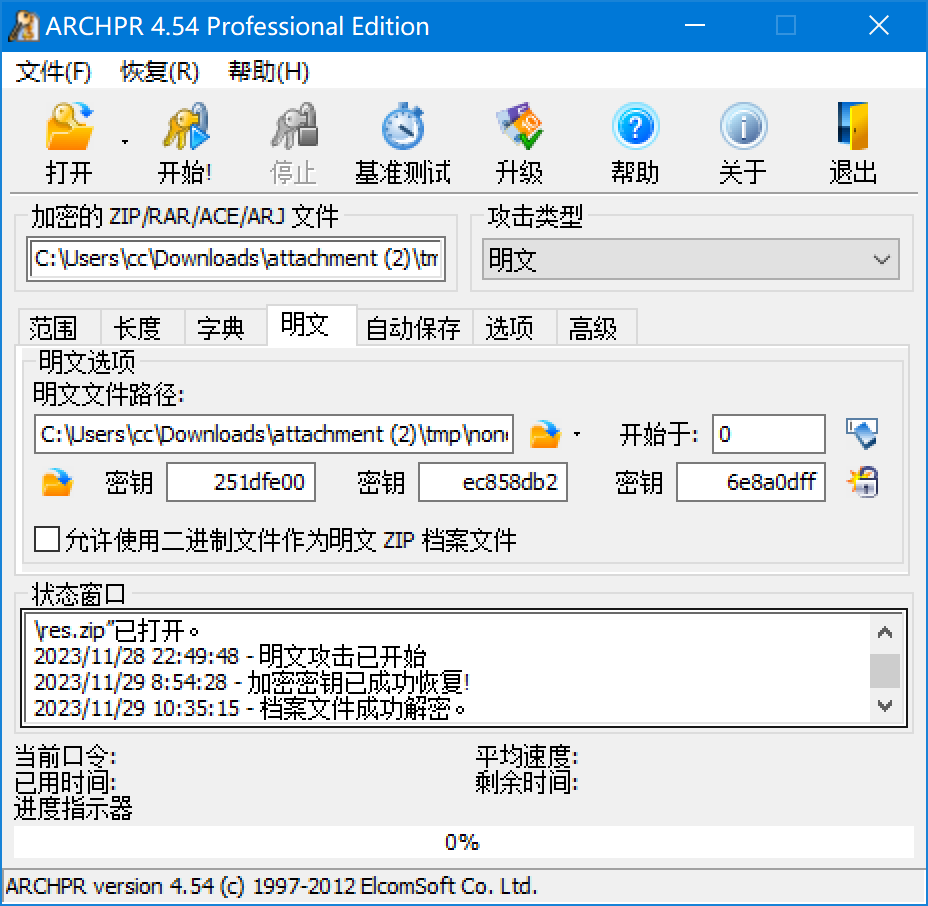 ARCHPR 4.54 Professional Edition
文件(F) 恢复(R) 帮助(H)
打开 开始! 停止 基准测试 升级 帮助 关于 退出
加密的 ZIP/RAR/ACE/ARJ 文件 攻击类型
C:\Users\cc\Downloads\attachment (2)\tm 明文
范围 长度 字典 明文 自动保存 选项 高级
明文选项
明文文件路径:
C:\Users\cc\Downloads\attachment (2)\tmp\non 开始于: 0
密钥 251dfe00 密钥 ec858db2 密钥 6e8a0dff
允许使用二进制文件作为明文 ZIP 档案文件
状态窗口
\res.zip"已打开。
2023/11/28 22:49:48 - 明文攻击已开始
2023/11/29 8:54:28 - 加密密钥已成功恢复!
2023/11/29 10:35:15 - 档案文件成功解密。
当前口令: 平均速度:
已用时间: 剩余时间:
进度指示器
0%
ARCHPR version 4.54 (c) 1997-2012 ElcomSoft Co. Ltd.